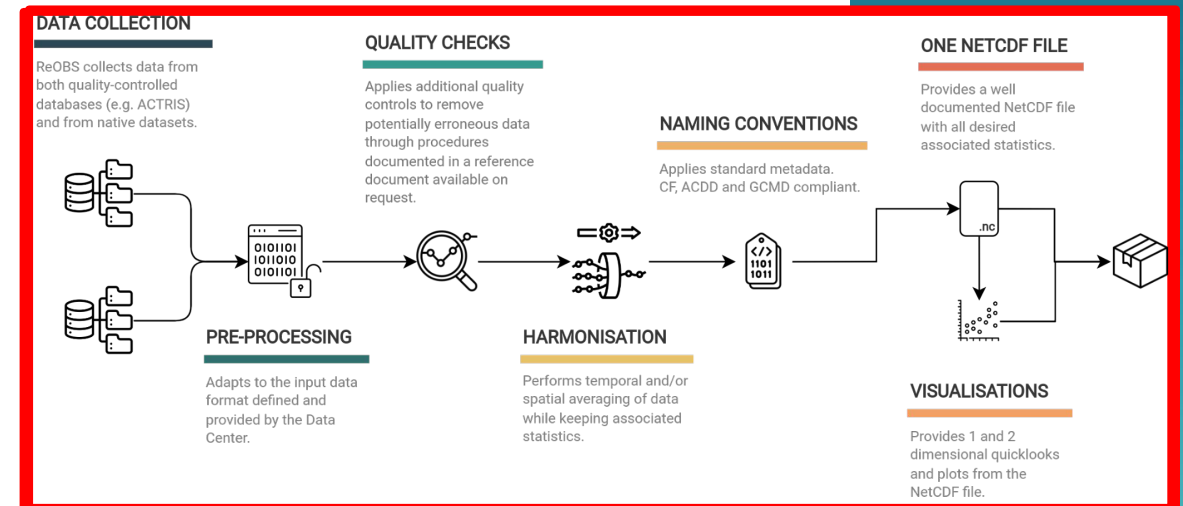 DATA COLLECTION
ReOBS collects data from
both quality-controlled
databases (e.g. ACTRIS)
and from native datasets.
QUALITY CHECKS
Applies additional quality
controls to remove
potentially erroneous data
through procedures
documented in a reference
document available on
request.
NAMING CONVENTIONS
Applies standard metadata.
CF, ACDD and GCMD compliant.
ONE NETCDF FILE
Provides a well
documented NetCDF file
with all desired
associated statistics.
0101101
1011010
0101101
</>
1101
1011
.nc
PRE-PROCESSING
Adapts to the input data
format defined and
provided by the Data
Center.
HARMONISATION
Performs temporal and/or
spatial averaging of data
while keeping associated
statistics.
VISUALISATIONS
Provides 1 and 2
dimensional quicklooks
and plots from the
NetCDF file.